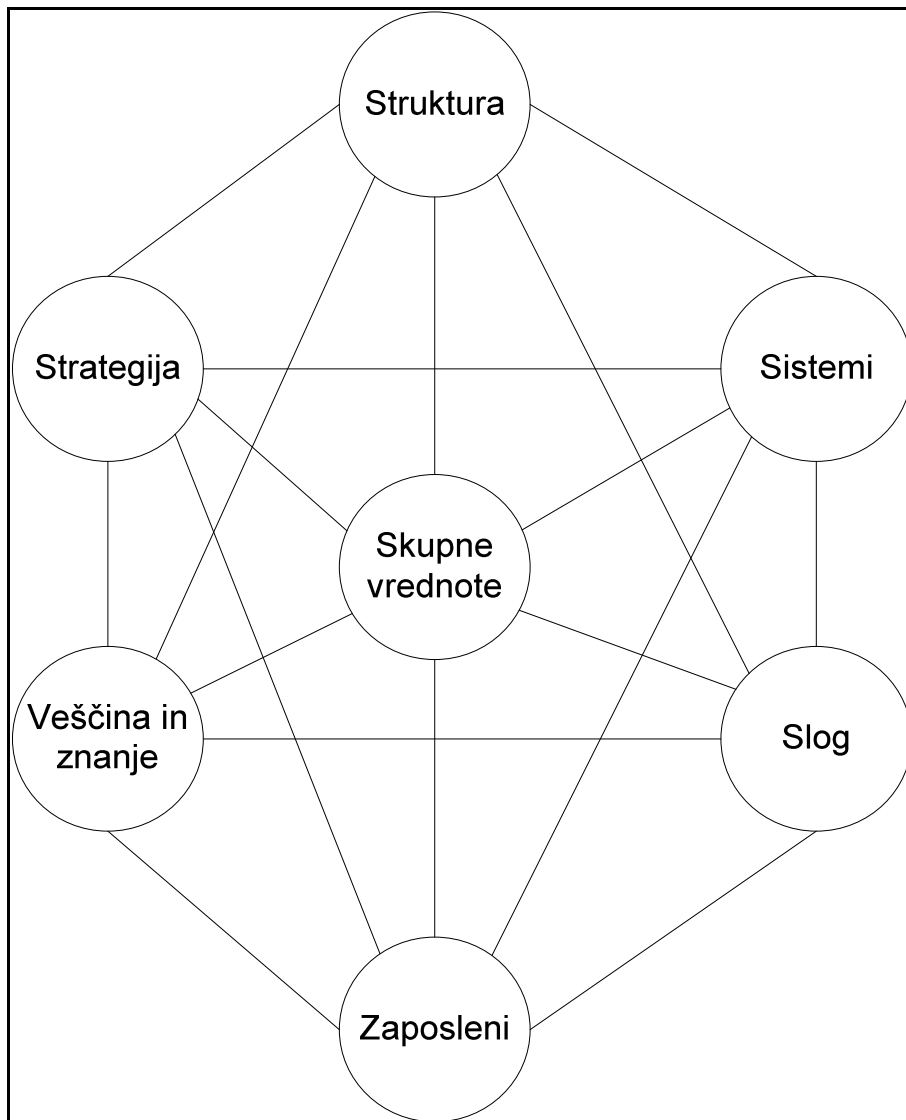 Struktura
Strategija
Sistemi
Skupne
vrednote
Veščina in
znanje
Slog
Zaposleni